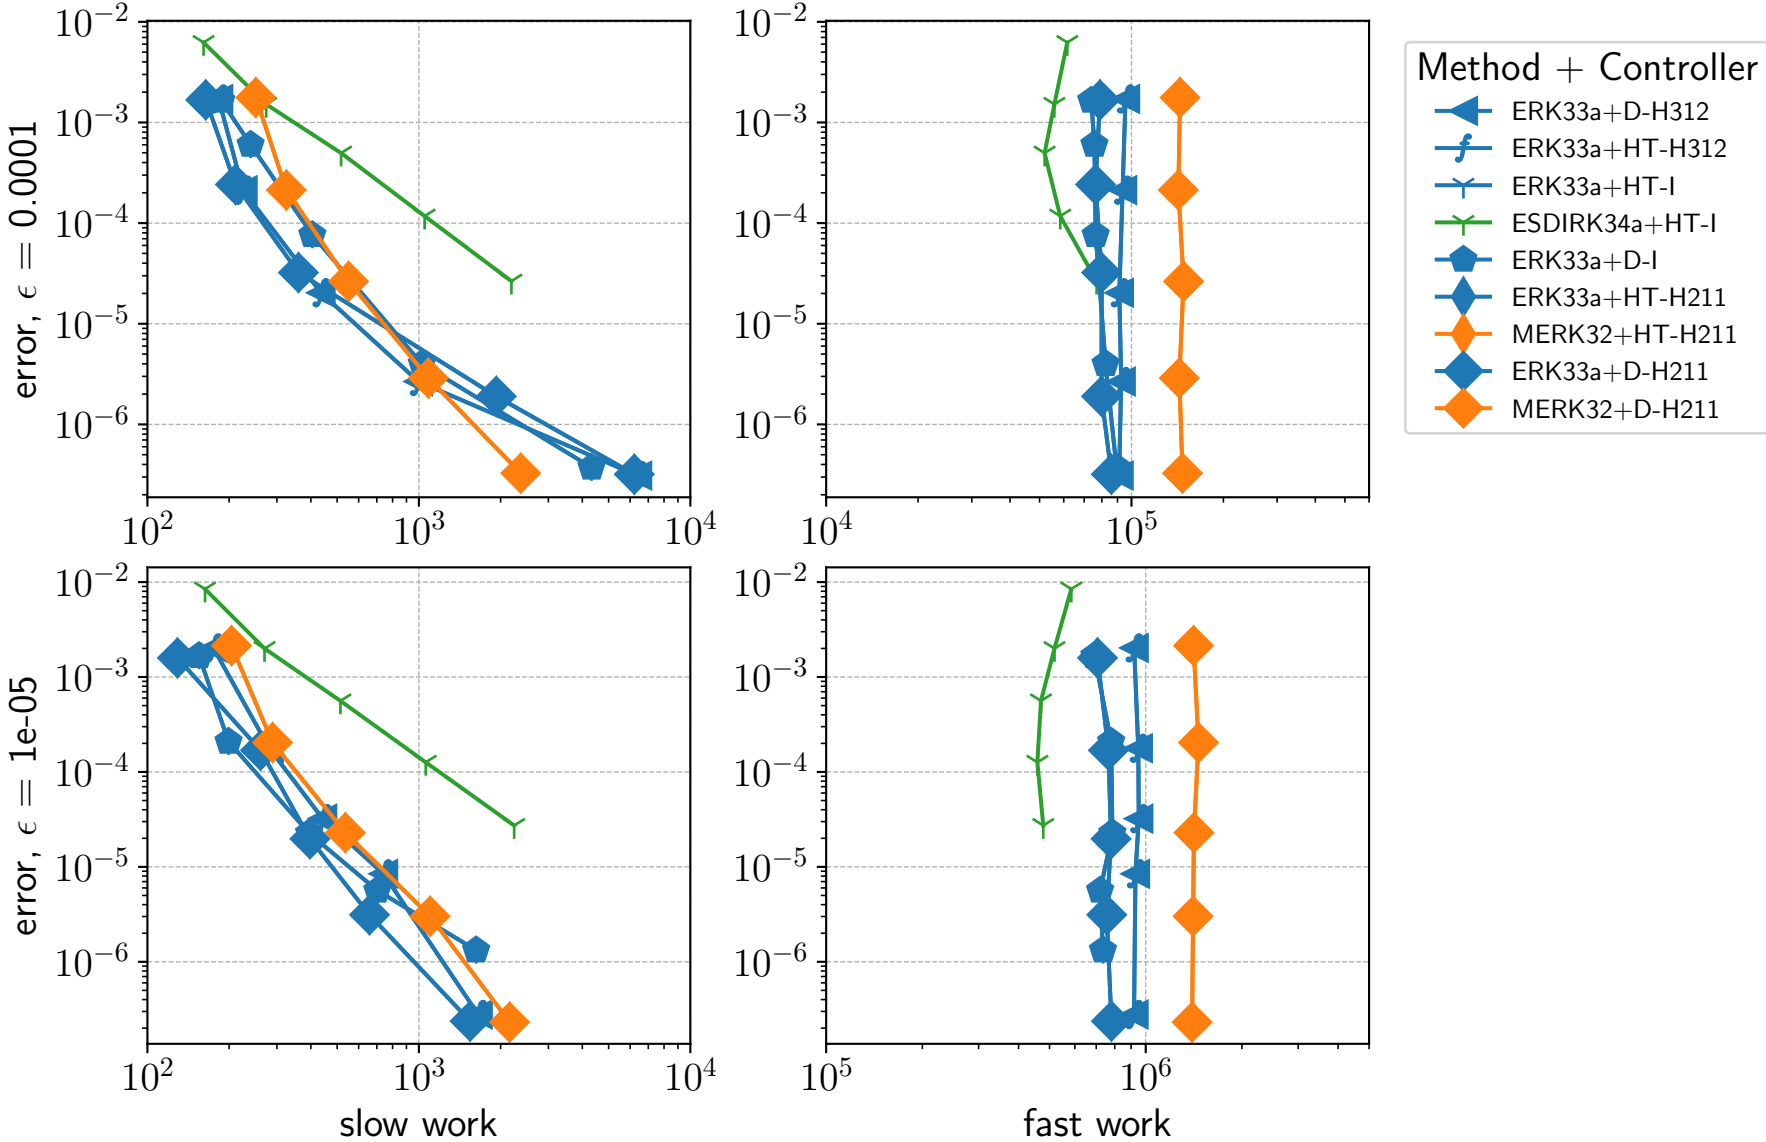 10^-2
10^-3
10^-4
10^-5
10^-6
error, ϵ = 0.0001
10^2
10^3
10^4
10^-2
10^-3
10^-4
10^-5
10^-6
10^4
10^5
Method + Controller
ERK33a+D-H312
ERK33a+HT-H312
ERK33a+HT-I
ESDIRK34a+HT-I
ERK33a+D-I
ERK33a+HT-H211
MERK32+HT-H211
ERK33a+D-H211
MERK32+D-H211
10^-2
10^-3
10^-4
10^-5
10^-6
error, ϵ = 1e-05
10^2
10^3
10^4
slow work
10^-2
10^-3
10^-4
10^-5
10^-6
10^5
10^6
fast work